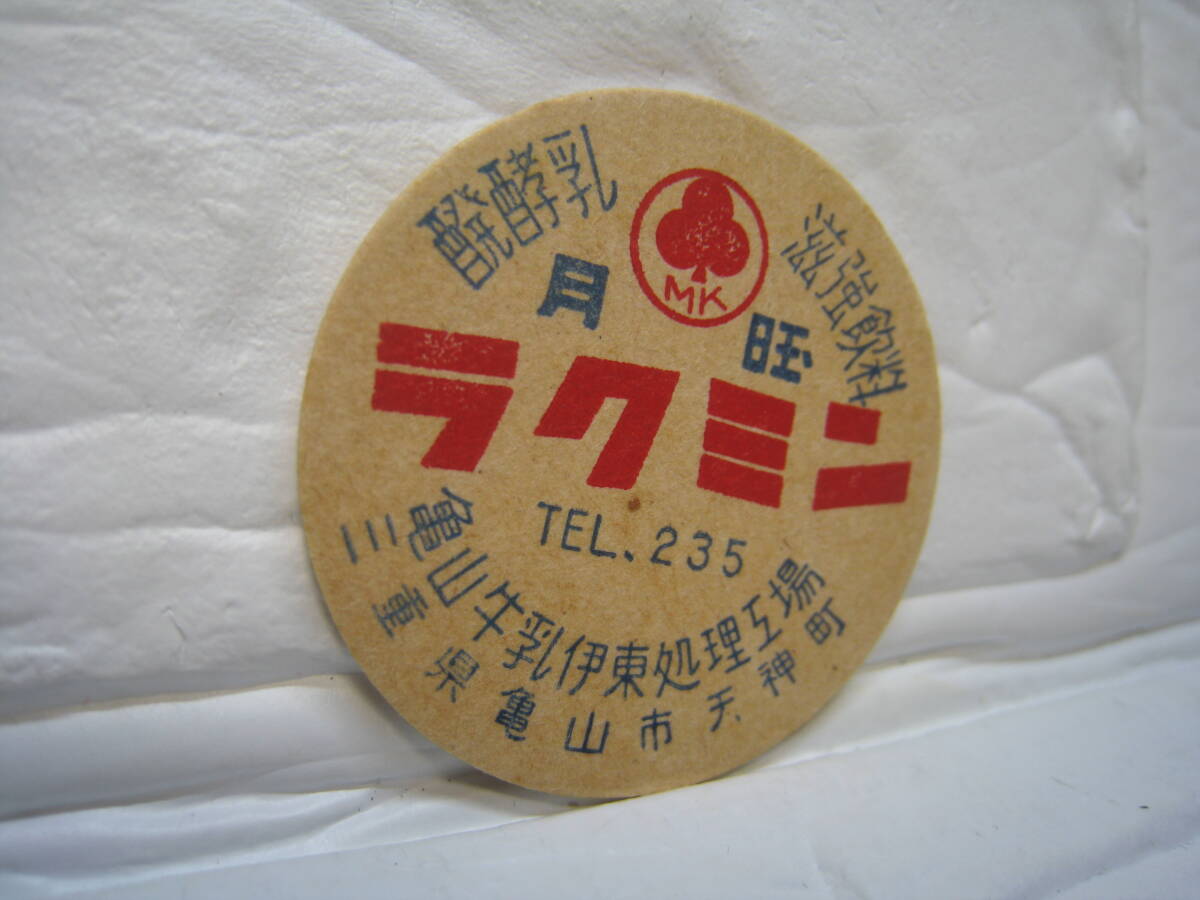 醗酵乳
MK
滋強飲料
月
旺
ラクミン
TEL. 235
亀山牛乳伊東処理工場
三重県亀山市天神町